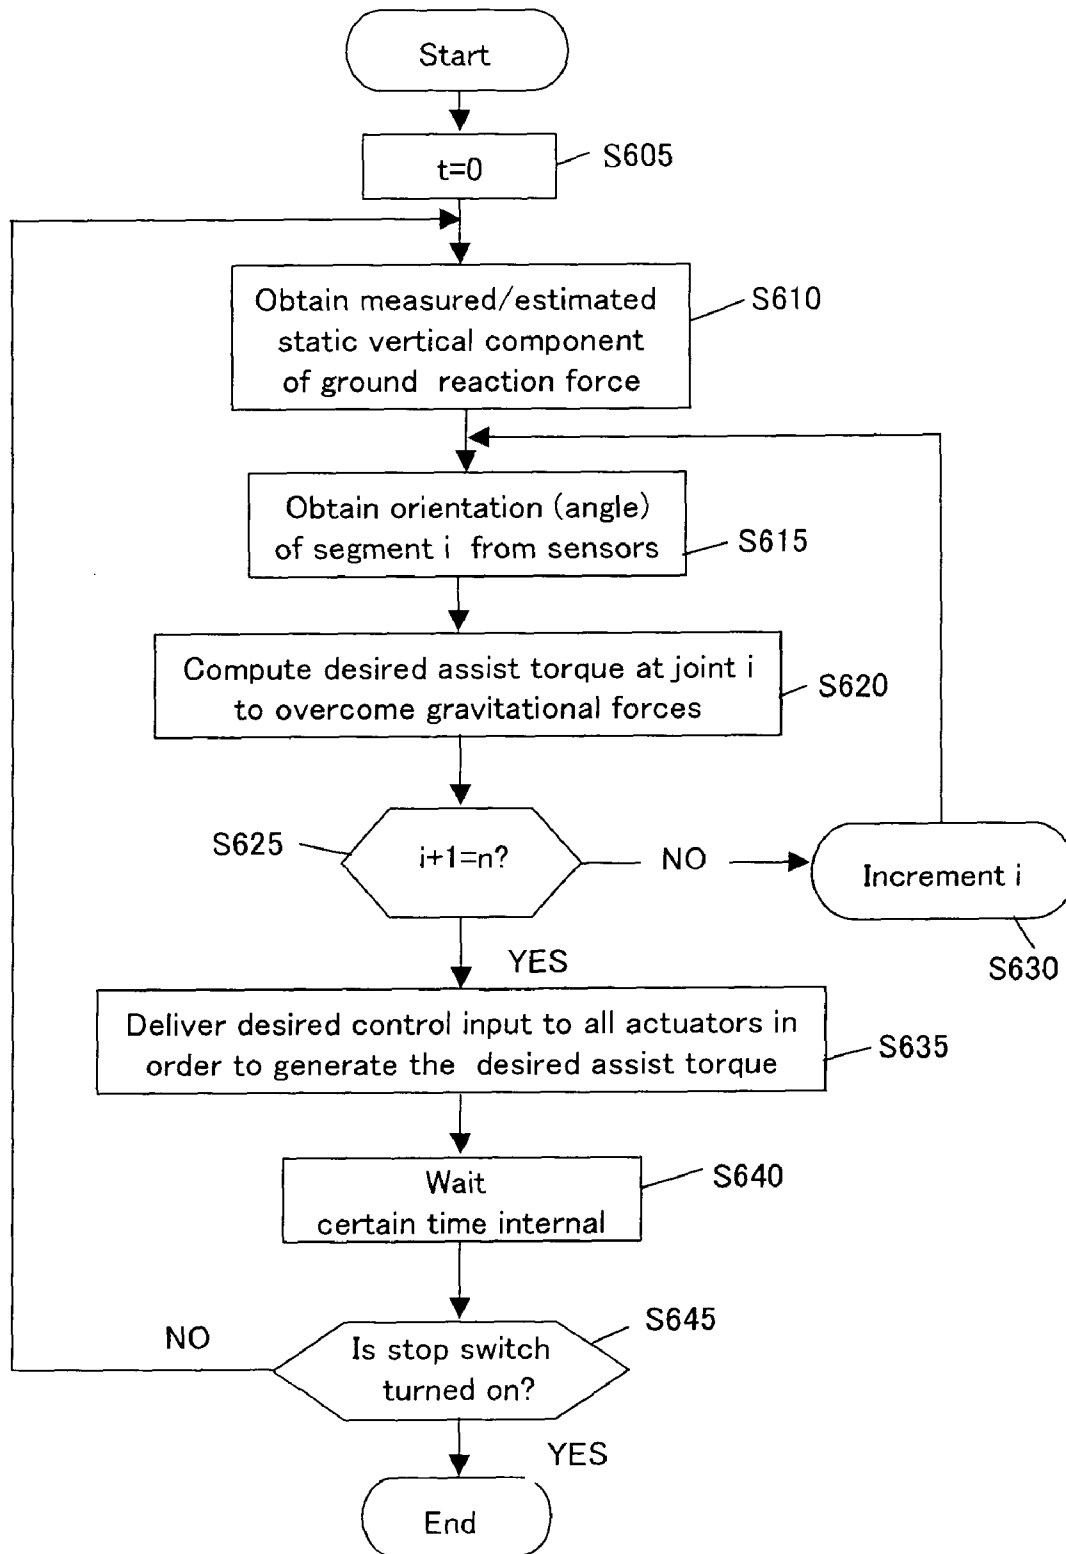 Start
t=0
S605
Obtain measured/estimated
static vertical component
of ground reaction force
S610
Obtain orientation (angle)
of segment i from sensors
S615
Compute desired assist torque at joint i
to overcome gravitational forces
S620
S625
i+1=n?
NO
Increment i
S630
YES
Deliver desired control input to all actuators in
order to generate the desired assist torque
S635
Wait
certain time internal
S640
NO
Is stop switch
turned on?
S645
YES
End